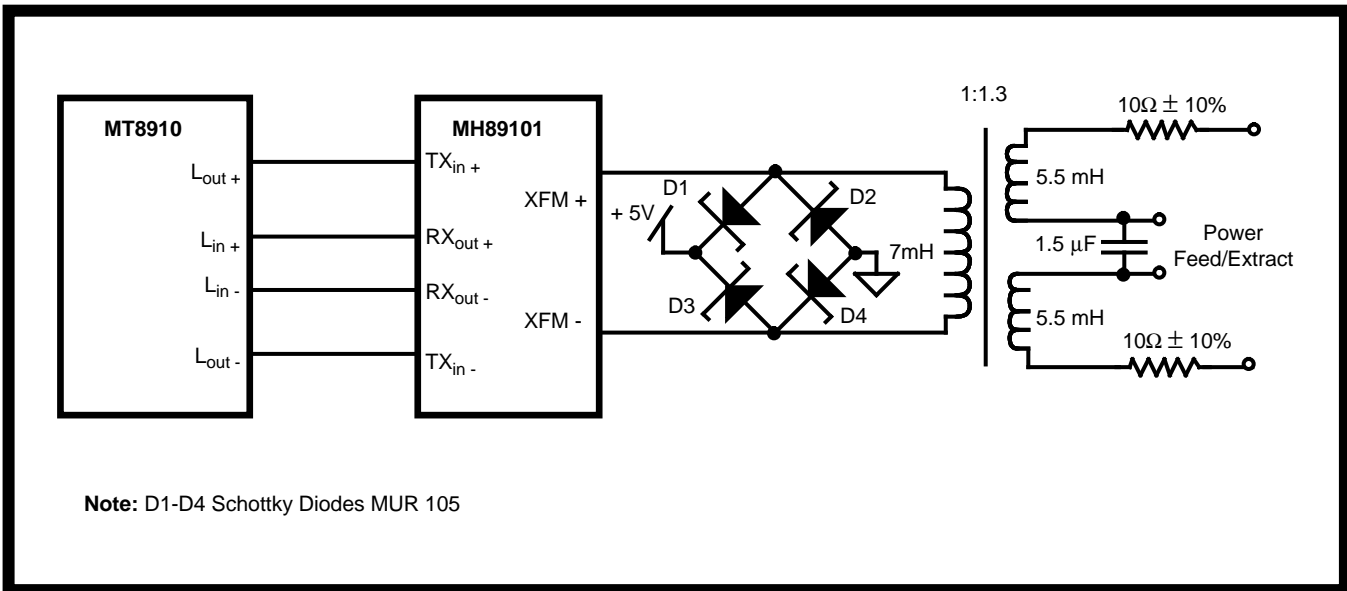 MT8910
Lout +
Lin +
Lin -
Lout -
MH89101
TXin +
RXout +
RXout -
TXin -
XFM +
XFM -
+ 5V
D1
D2
D3
D4
7mH
1:1.3
10Ω ± 10%
5.5 mH
1.5 µF
Power
Feed/Extract
5.5 mH
10Ω ± 10%
Note: D1-D4 Schottky Diodes MUR 105